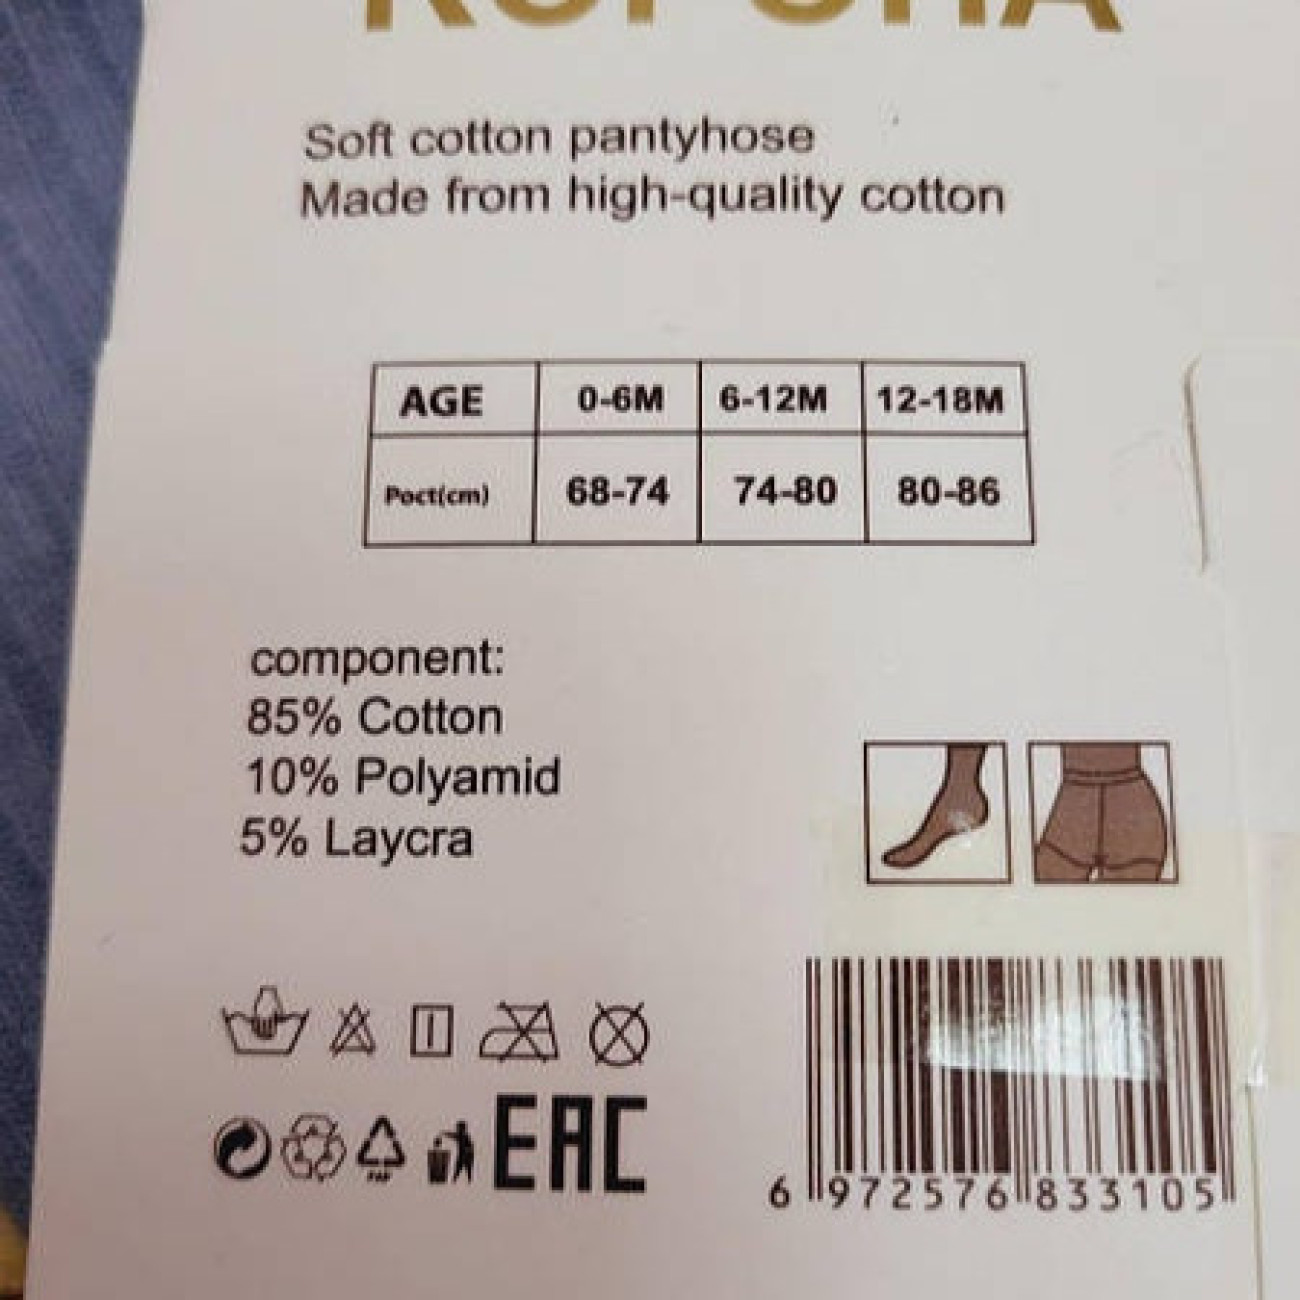 Soft cotton pantyhose
Made from high-quality cotton
AGE 0-6M 6-12M 12-18M
Рост(cm) 68-74 74-80 80-86
component:
85% Cotton
10% Polyamid
5% Laycra
EAC
6 972576 833105